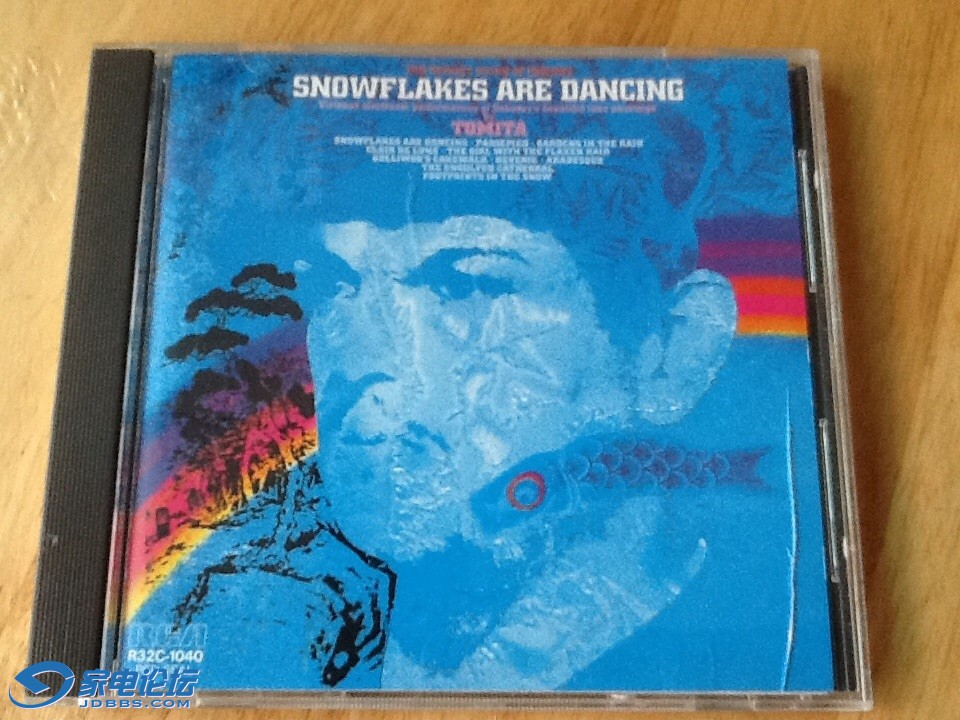 SNOWFLAKES ARE DANCING
TOMITA
SNOWFLAKES ARE DANCING · PASSEPIED · GARDENS IN THE RAIN
CLAIR DE LUNE · THE GIRL WITH THE FLAXEN HAIR
GOLLIWOG'S CAKEWALK · REVERIE · ARABESQUE
THE ENGULFED CATHEDRAL
FOOTPRINTS IN THE SNOW
RCA
R32C-1040
家电论坛
JDBBS.COM